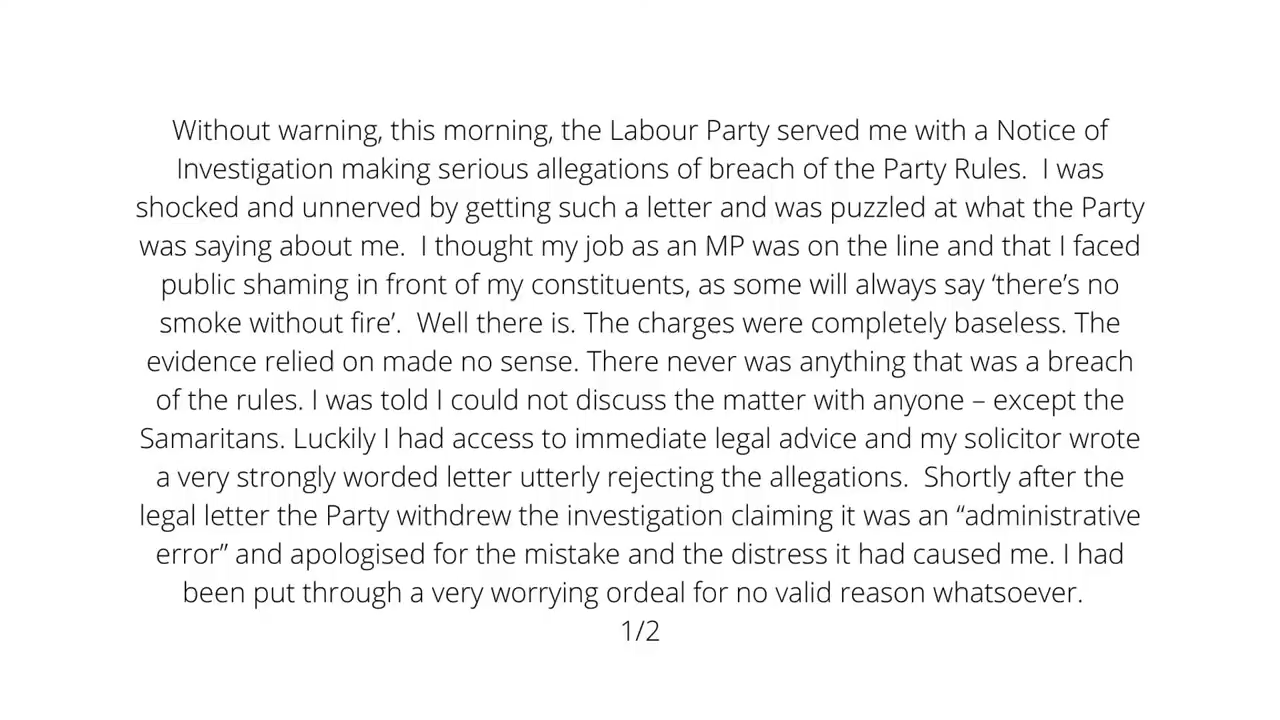 Without warning, this morning, the Labour Party served me with a Notice of
Investigation making serious allegations of breach of the Party Rules.  I was
shocked and unnerved by getting such a letter and was puzzled at what the Party
was saying about me.  I thought my job as an MP was on the line and that I faced
public shaming in front of my constituents, as some will always say ‘there’s no
smoke without fire’.  Well there is. The charges were completely baseless. The
evidence relied on made no sense. There never was anything that was a breach
of the rules. I was told I could not discuss the matter with anyone – except the
Samaritans. Luckily I had access to immediate legal advice and my solicitor wrote
a very strongly worded letter utterly rejecting the allegations.  Shortly after the
legal letter the Party withdrew the investigation claiming it was an “administrative
error” and apologised for the mistake and the distress it had caused me. I had
been put through a very worrying ordeal for no valid reason whatsoever.
1/2